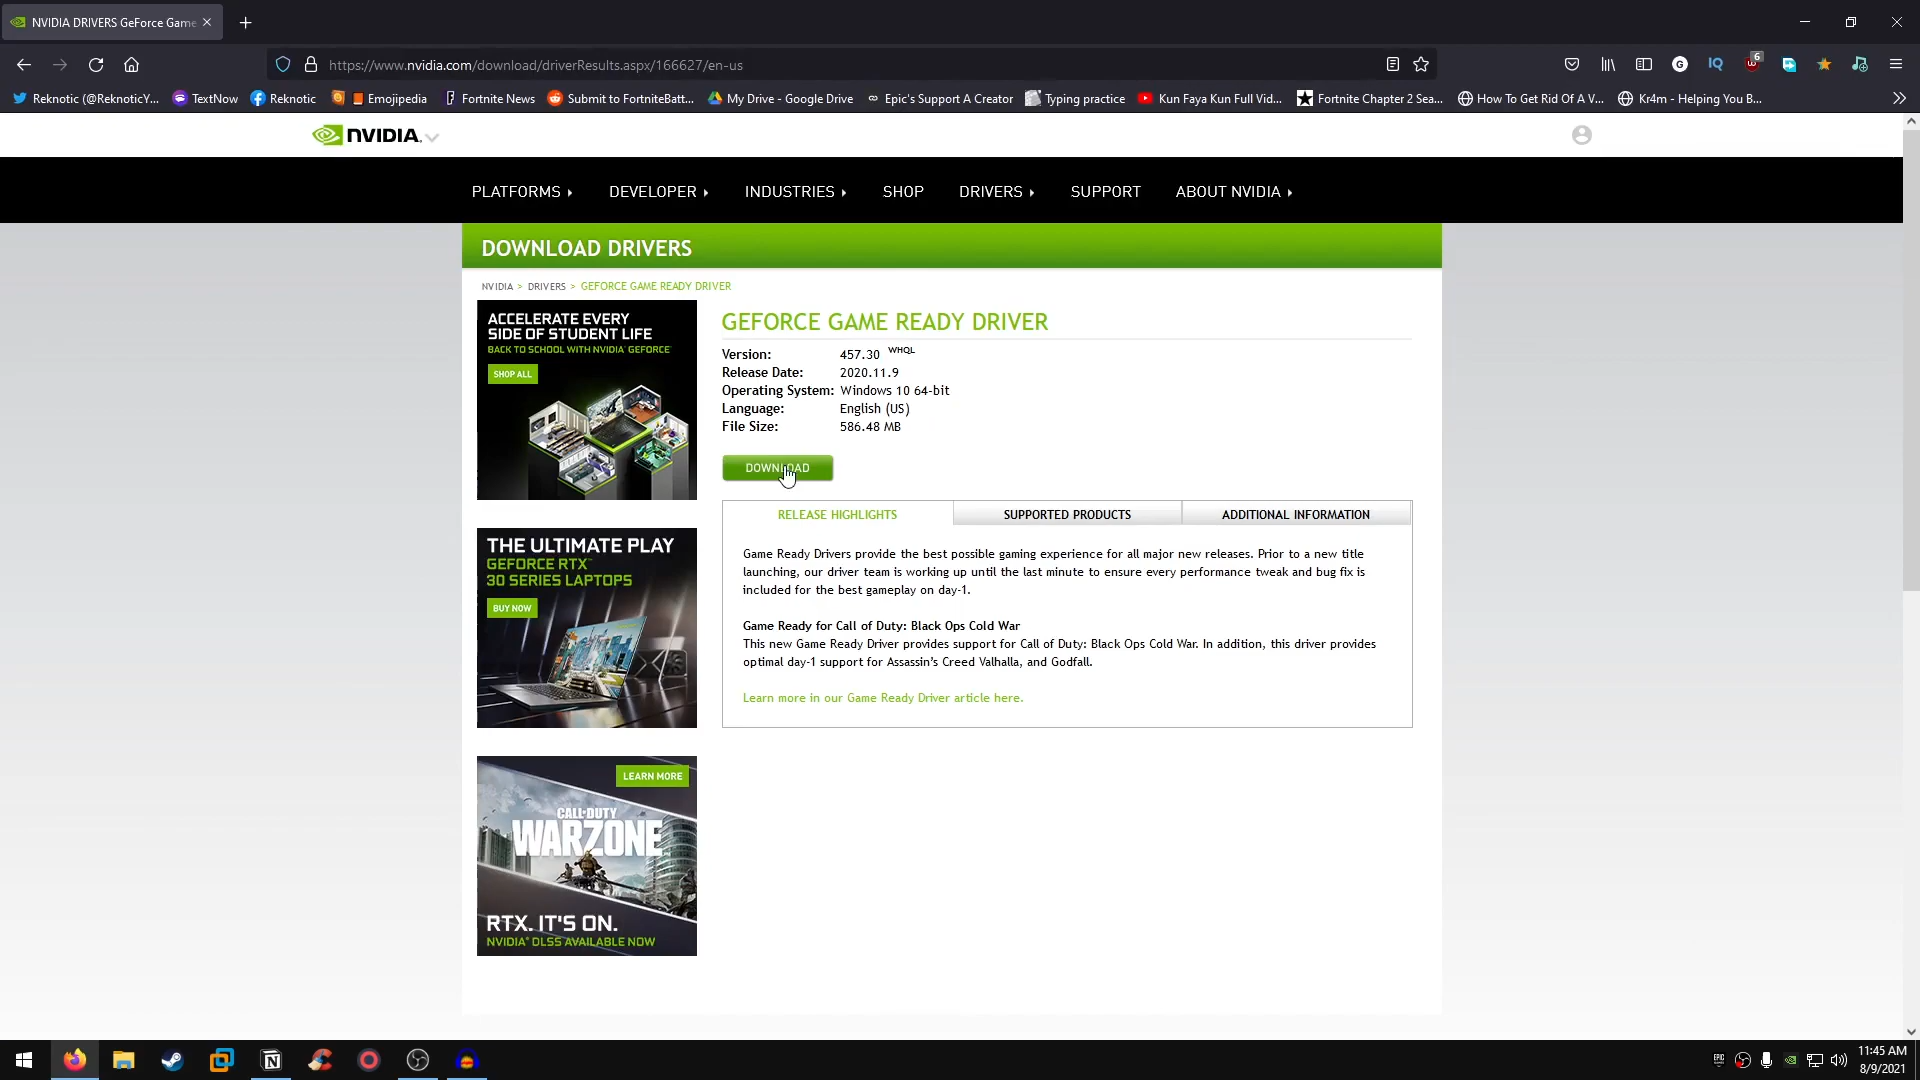 NVIDIA DRIVERS GeForce Game
https://www.nvidia.com/download/driverResults.aspx/166627/en-us
6
IQ
Reknotic (@ReknoticY...
TextNow
Reknotic
Emojipedia
Fortnite News
Submit to FortniteBatt...
My Drive - Google Drive
Epic's Support A Creator
Typing practice
Kun Faya Kun Full Vid...
Fortnite Chapter 2 Sea...
How To Get Rid Of A V...
Kr4m - Helping You B...
NVIDIA.
PLATFORMS
DEVELOPER
INDUSTRIES
SHOP
DRIVERS
SUPPORT
ABOUT NVIDIA
DOWNLOAD DRIVERS
NVIDIA > DRIVERS > GEFORCE GAME READY DRIVER
ACCELERATE EVERY
SIDE OF STUDENT LIFE
BACK TO SCHOOL WITH NVIDIA® GEFORCE®
SHOP ALL
GEFORCE GAME READY DRIVER
Version: 457.30 WHQL
Release Date: 2020.11.9
Operating System: Windows 10 64-bit
Language: English (US)
File Size: 586.48 MB
DOWNLOAD
RELEASE HIGHLIGHTS
SUPPORTED PRODUCTS
ADDITIONAL INFORMATION
Game Ready Drivers provide the best possible gaming experience for all major new releases. Prior to a new title
launching, our driver team is working up until the last minute to ensure every performance tweak and bug fix is
included for the best gameplay on day-1.
Game Ready for Call of Duty: Black Ops Cold War
This new Game Ready Driver provides support for Call of Duty: Black Ops Cold War. In addition, this driver provides
optimal day-1 support for Assassin's Creed Valhalla, and Godfall.
Learn more in our Game Ready Driver article here.
THE ULTIMATE PLAY
GEFORCE RTX™
30 SERIES LAPTOPS
BUY NOW
LEARN MORE
CALL·DUTY
WARZONE
RTX. IT'S ON.
NVIDIA® DLSS AVAILABLE NOW
EPIC
11:45 AM
8/9/2021